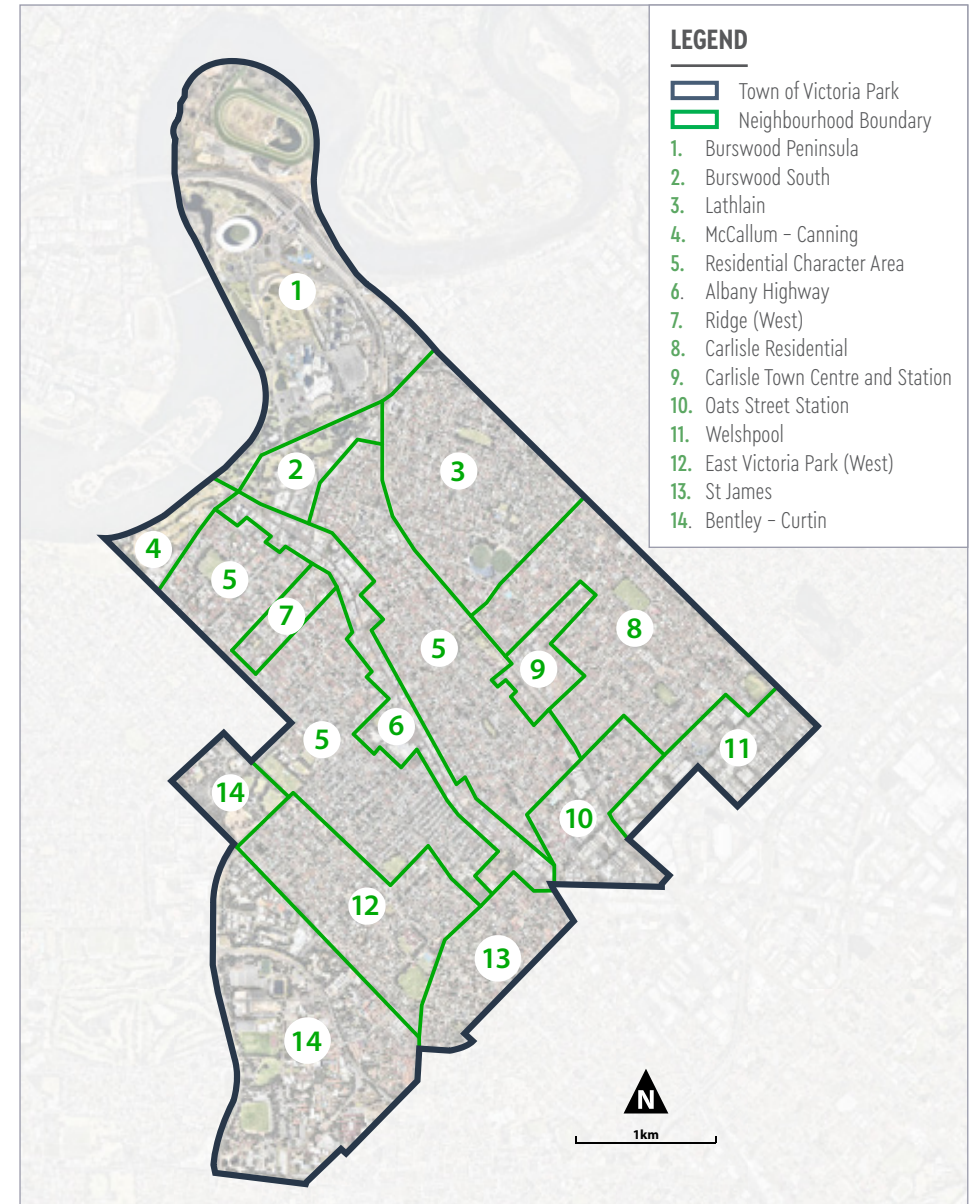 LEGEND
Town of Victoria Park
Neighbourhood Boundary
1. Burswood Peninsula
2. Burswood South
3. Lathlain
4. McCallum – Canning
5. Residential Character Area
6. Albany Highway
7. Ridge (West)
8. Carlisle Residential
9. Carlisle Town Centre and Station
10. Oats Street Station
11. Welshpool
12. East Victoria Park (West)
13. St James
14. Bentley – Curtin
1
2
3
4
5
7
8
5
9
6
5
11
14
10
12
13
14
N
1km